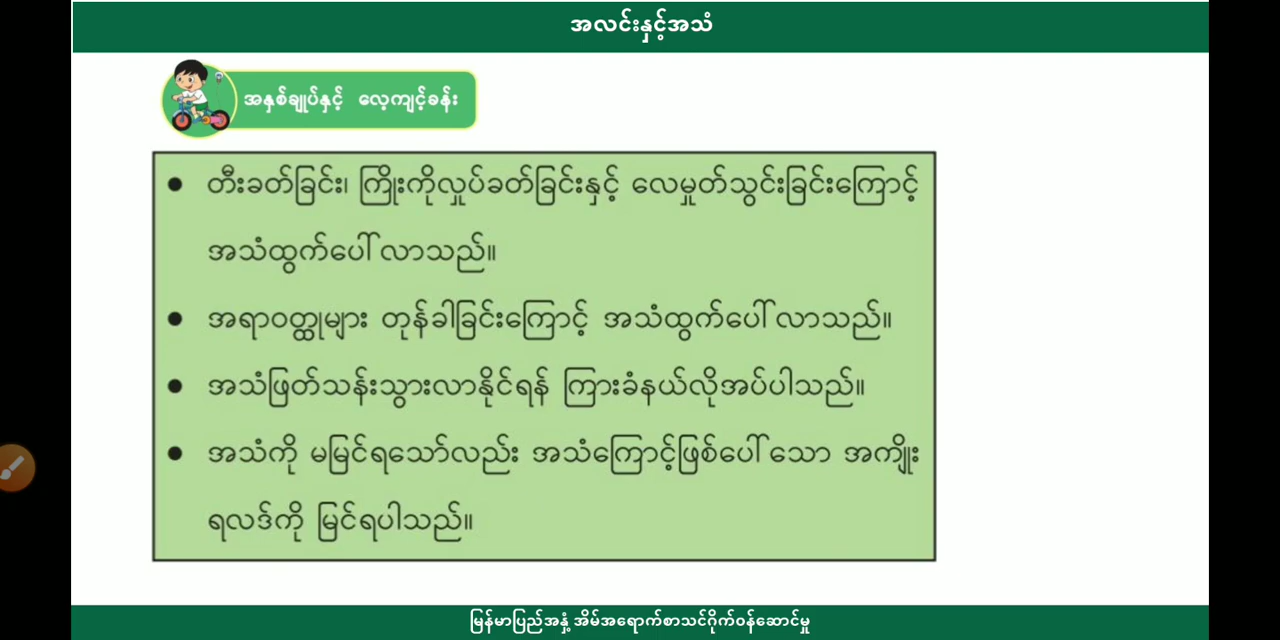 အလင်းနှင့်အသံ
အနှစ်ချုပ်နှင့် လေ့ကျင့်ခန်း
● တီးခတ်ခြင်း၊ ကြိုးကိုလှုပ်ခတ်ခြင်းနှင့် လေမှုတ်သွင်းခြင်းကြောင့်
အသံထွက်ပေါ်လာသည်။
● အရာဝတ္ထုများ တုန်ခါခြင်းကြောင့် အသံထွက်ပေါ်လာသည်။
● အသံဖြတ်သန်းသွားလာနိုင်ရန် ကြားခံနယ်လိုအပ်ပါသည်။
● အသံကို မမြင်ရသော်လည်း အသံကြောင့်ဖြစ်ပေါ်သော အကျိုး
ရလဒ်ကို မြင်ရပါသည်။
မြန်မာပြည်အနှံ့ အိမ်အရောက်စာသင်ဂိုက်ဝန်ဆောင်မှု